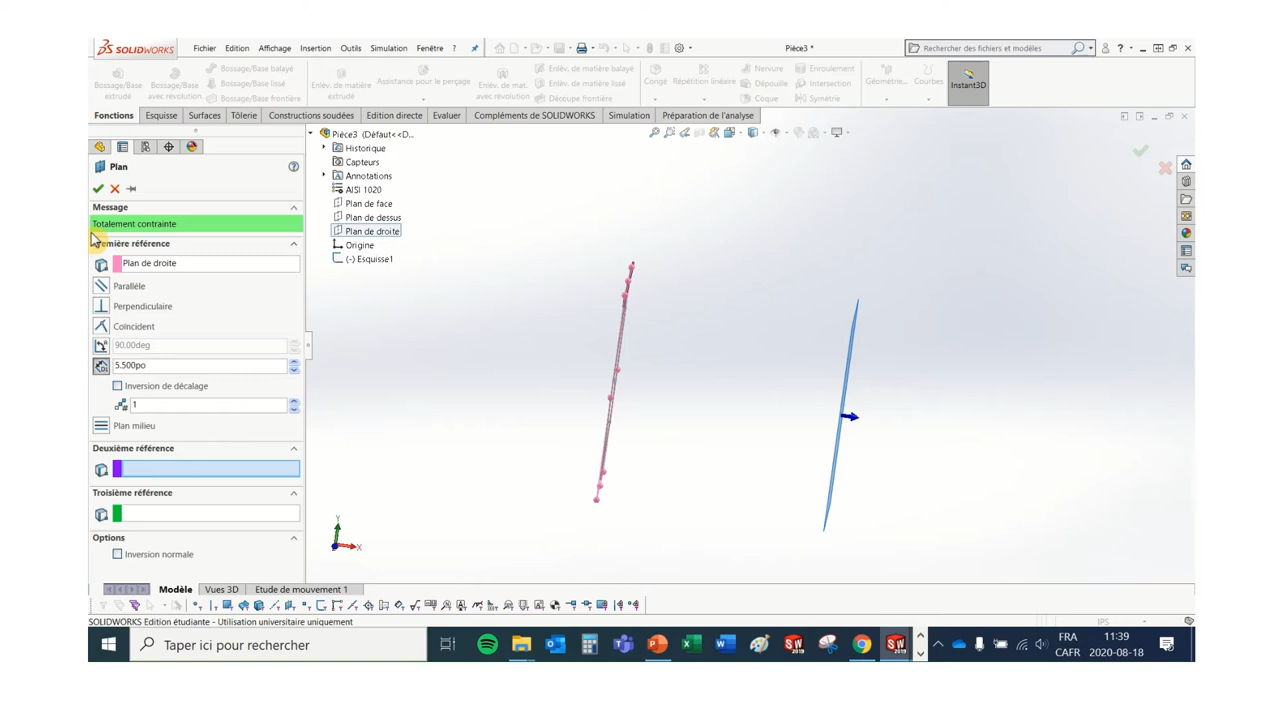 SOLIDWORKS Fichier Edition Affichage Insertion Outils Simulation Fenêtre Pièce3 * Rechercher des fichiers et modèles ?
Bossage/Base extrudé
Bossage/Base avec révolution
Bossage/Base balayé
Bossage/Base lissé
Bossage/Base frontière
Enlèv. de matière extrudé
Assistance pour le perçage
Enlèv. de mat. avec révolution
Enlèv. de matière balayé
Enlèv. de matière lissé
Découpe frontière
Congé
Répétition linéaire
Nervure
Dépouille
Coque
Enroulement
Intersection
Symétrie
Géométrie...
Courbes
Instant3D
Fonctions Esquisse Surfaces Tôlerie Constructions soudées Edition directe Evaluer Compléments de SOLIDWORKS Simulation Préparation de l'analyse
Pièce3 (Défaut<<D...
Historique
Capteurs
Annotations
AISI 1020
Plan de face
Plan de dessus
Plan de droite
Origine
(-) Esquisse1
Plan
Message
Totalement contrainte
Première référence
Plan de droite
Parallèle
Perpendiculaire
Coïncident
90.00deg
5.500po
Inversion de décalage
1
Plan milieu
Deuxième référence
Troisième référence
Options
Inversion normale
Y
X
Modèle Vues 3D Etude de mouvement 1
SOLIDWORKS Edition étudiante - Utilisation universitaire uniquement IPS
Taper ici pour rechercher
FRA
CAFR
11:39
2020-08-18